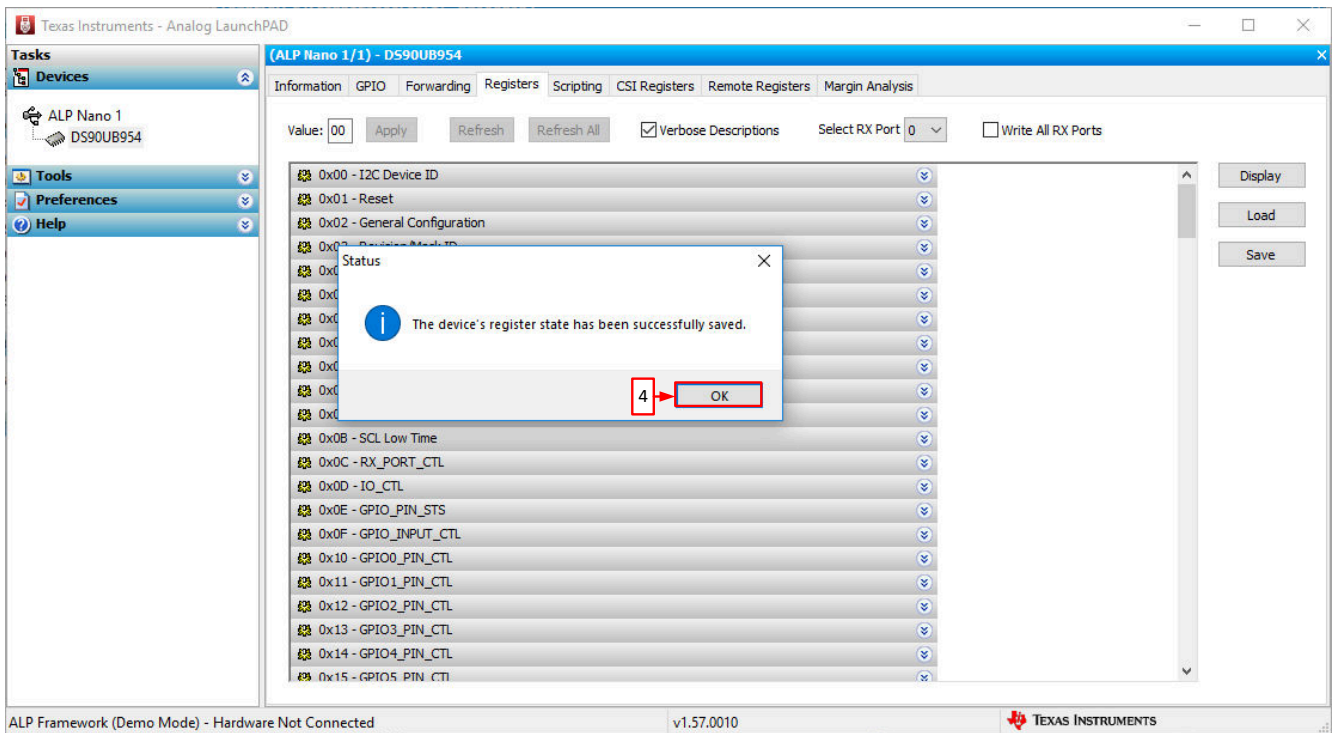 Texas Instruments - Analog LaunchPAD
Tasks
Devices
ALP Nano 1
DS90UB954
Tools
Preferences
Help
(ALP Nano 1/1) - DS90UB954
Information GPIO Forwarding Registers Scripting CSI Registers Remote Registers Margin Analysis
Value: 00 Apply Refresh Refresh All Verbose Descriptions Select RX Port 0 Write All RX Ports
0x00 - I2C Device ID
0x01 - Reset
0x02 - General Configuration
Status
The device's register state has been successfully saved.
4
OK
0x0B - SCL Low Time
0x0C - RX_PORT_CTL
0x0D - IO_CTL
0x0E - GPIO_PIN_STS
0x0F - GPIO_INPUT_CTL
0x10 - GPIO0_PIN_CTL
0x11 - GPIO1_PIN_CTL
0x12 - GPIO2_PIN_CTL
0x13 - GPIO3_PIN_CTL
0x14 - GPIO4_PIN_CTL
0x15 - GPIO5_PIN_CTL
Display
Load
Save
ALP Framework (Demo Mode) - Hardware Not Connected v1.57.0010 TEXAS INSTRUMENTS